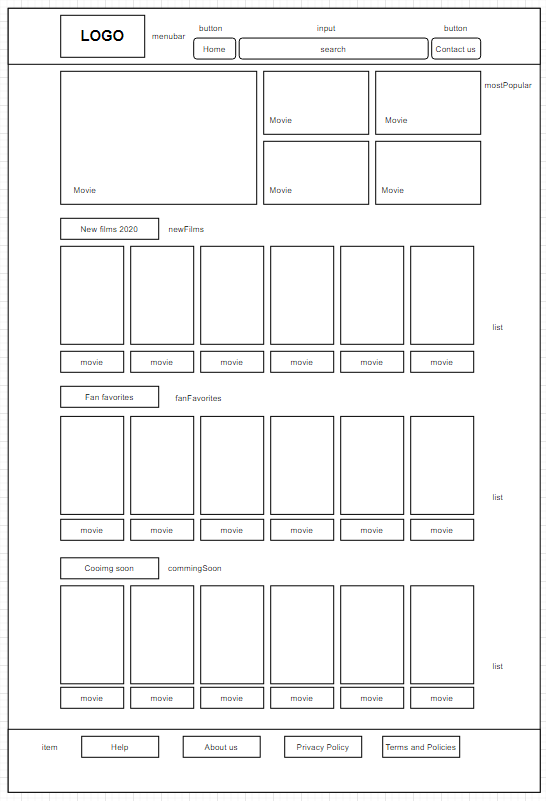 button input button
LOGO menubar Home search Contact us
mostPopular
Movie Movie
Movie Movie Movie
New films 2020 newFilms
list
movie movie movie movie movie movie
Fan favorites fanFavorites
list
movie movie movie movie movie movie
Cooimg soon commingSoon
list
movie movie movie movie movie movie
item Help About us Privacy Policy Terms and Policies